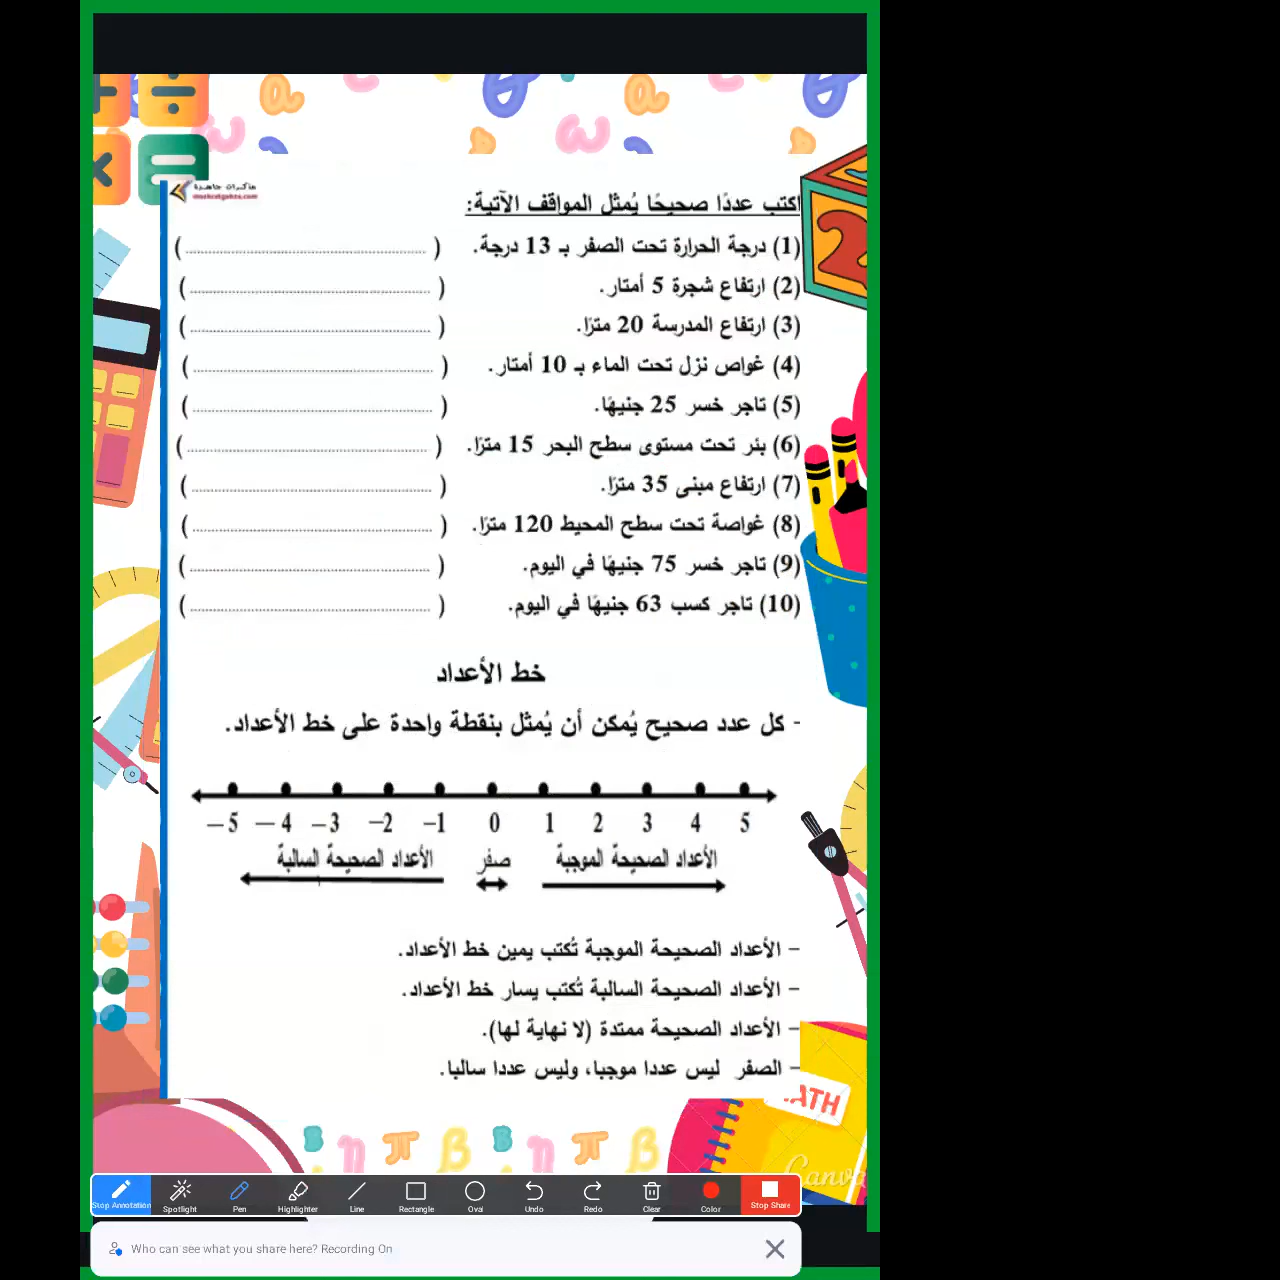 مذكرات جاهزة
اكتب عددًا صحيحًا يُمثل المواقف الآتية:
(1) درجة الحرارة تحت الصفر بـ 13 درجة. ( .................... )
(2) ارتفاع شجرة 5 أمتار. ( .................... )
(3) ارتفاع المدرسة 20 مترًا. ( .................... )
(4) غواص نزل تحت الماء بـ 10 أمتار. ( .................... )
(5) تاجر خسر 25 جنيهًا. ( .................... )
(6) بئر تحت مستوى سطح البحر 15 مترًا. ( .................... )
(7) ارتفاع مبنى 35 مترًا. ( .................... )
(8) غواصة تحت سطح المحيط 120 مترًا. ( .................... )
(9) تاجر خسر 75 جنيهًا في اليوم. ( .................... )
(10) تاجر كسب 63 جنيهًا في اليوم. ( .................... )
خط الأعداد
- كل عدد صحيح يُمكن أن يُمثل بنقطة واحدة على خط الأعداد.
–5 –4 –3 –2 –1 0 1 2 3 4 5
الأعداد الصحيحة الموجبة صفر الأعداد الصحيحة السالبة
– الأعداد الصحيحة الموجبة تُكتب يمين خط الأعداد.
– الأعداد الصحيحة السالبة تُكتب يسار خط الأعداد.
– الأعداد الصحيحة ممتدة (لا نهاية لها).
– الصفر ليس عددا موجبا، وليس عددا سالبا.
Canva
Stop Annotation Spotlight Pen Highlighter Line Rectangle Oval Undo Redo Clear Color Stop Share
Who can see what you share here? Recording On